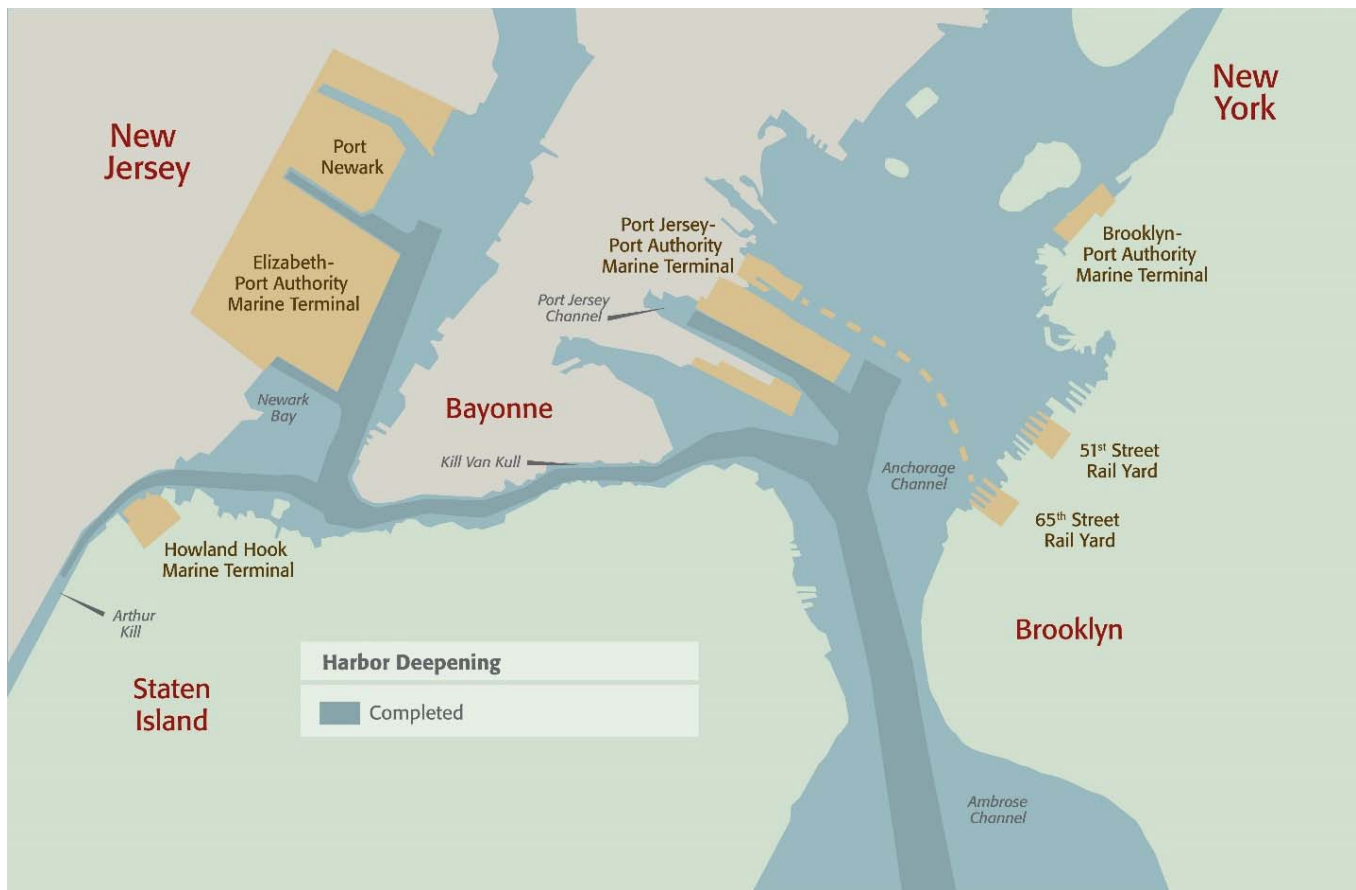 New
Jersey
Port
Newark
Elizabeth-
Port Authority
Marine Terminal
Newark
Bay
Port Jersey-
Port Authority
Marine Terminal
Port Jersey
Channel
Bayonne
Kill Van Kull
New
York
Brooklyn-
Port Authority
Marine Terminal
51st Street
Rail Yard
Anchorage
Channel
65th Street
Rail Yard
Howland Hook
Marine Terminal
Arthur
Kill
Brooklyn
Staten
Island
Harbor Deepening
Completed
Ambrose
Channel